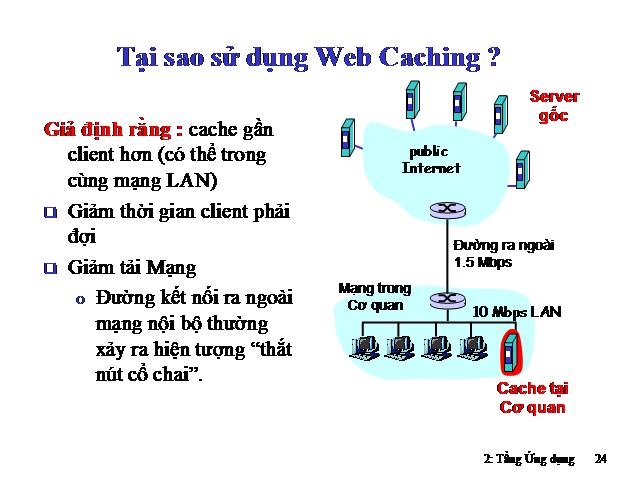 Tại sao sử dụng Web Caching ?
Giả định rằng : cache gần
client hơn (có thể trong
cùng mạng LAN)
Giảm thời gian client phải
đợi
Giảm tải Mạng
Đường kết nối ra ngoài
mạng nội bộ thường
xảy ra hiện tượng “thắt
nút cổ chai”.
Server
gốc
public
Internet
Đường ra ngoài
1.5 Mbps
Mạng trong
Cơ quan
10 Mbps LAN
Cache tại
Cơ quan
2: Tầng Ứng dụng 24